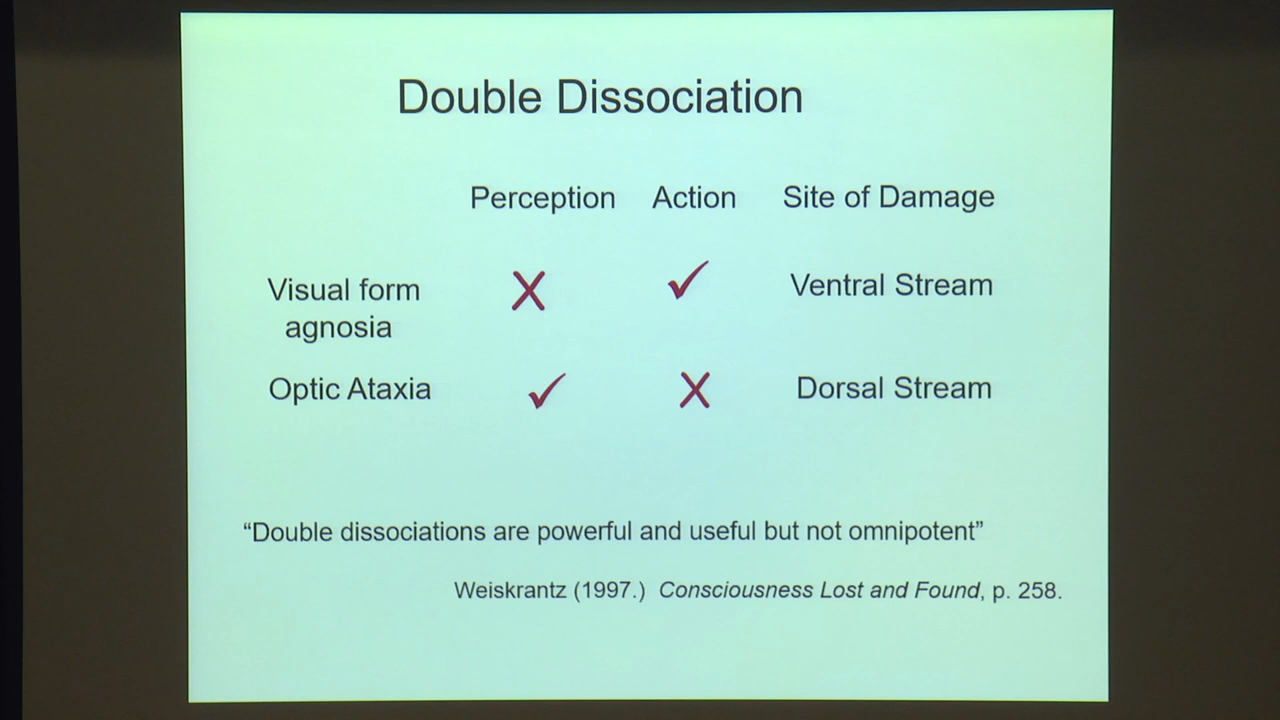 Double Dissociation
Perception Action Site of Damage
Visual form X ✓ Ventral Stream
agnosia
Optic Ataxia ✓ X Dorsal Stream
“Double dissociations are powerful and useful but not omnipotent”
Weiskrantz (1997.) Consciousness Lost and Found, p. 258.